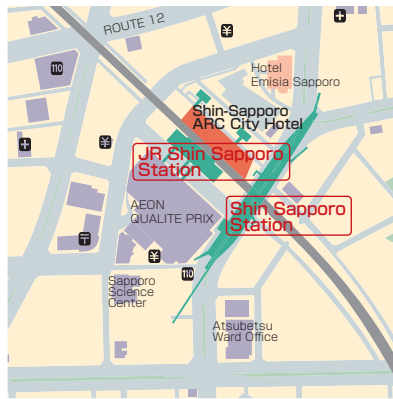 ROUTE 12
¥
110
Hotel
Emisia Sapporo
Shin-Sapporo
ARC City Hotel
¥
JR Shin Sapporo
Station
AEON
QUALITE PRIX
Shin Sapporo
Station
〒
¥
110
Sapporo
Science
Center
Atsubetsu
Ward Office